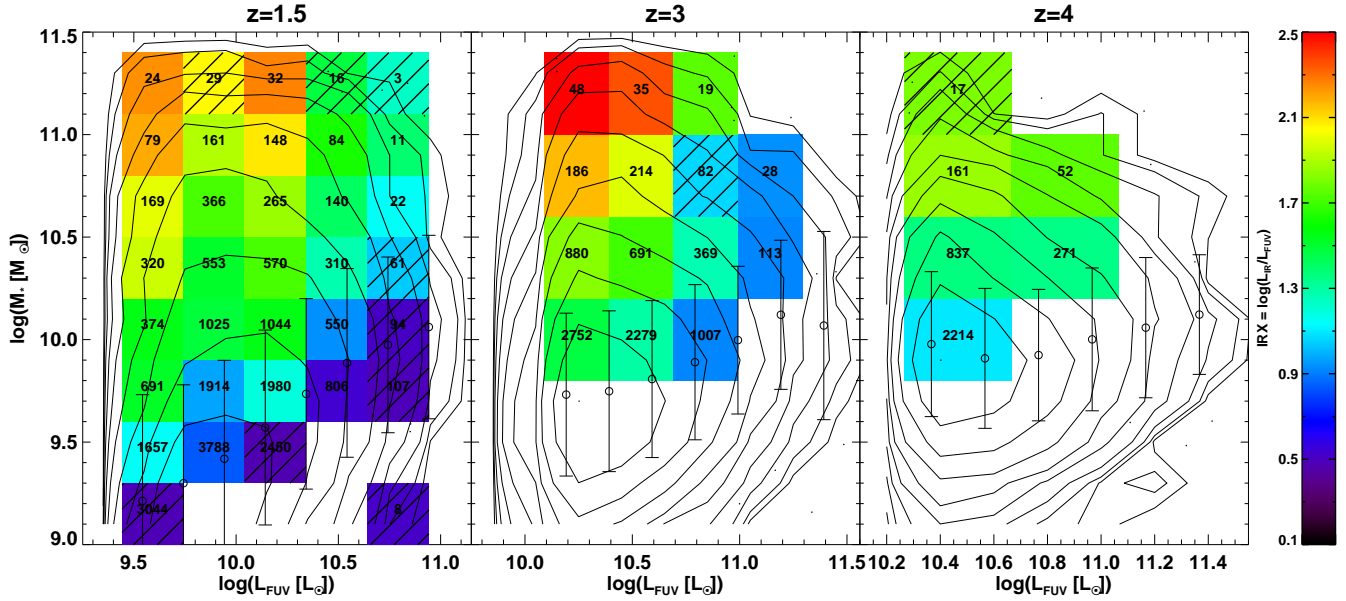 z=1.5 z=3 z=4
11.5
11.0
10.5
10.0
9.5
9.0
log(M* [M☉])
24 29 32 16 3
79 161 148 84 11
169 366 265 140 22
320 553 570 310 61
374 1025 1044 550 94
691 1914 1980 806 107
1657 3788 2480
3044 8
9.5 10.0 10.5 11.0
log(LFUV [L☉])
48 35 19
186 214 82 28
880 691 369 113
2752 2279 1007
10.0 10.5 11.0 11.5
log(LFUV [L☉])
17
161 52
837 271
2214
10.2 10.4 10.6 10.8 11.0 11.2 11.4
log(LFUV [L☉])
2.5
2.1
1.7
1.3
0.9
0.5
0.1
IRX = log(LIR/LFUV)